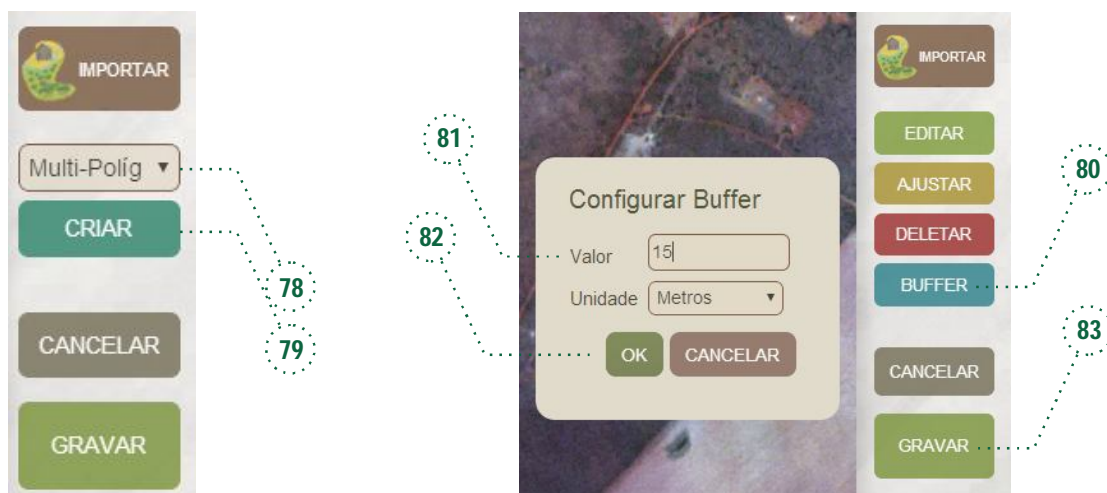 IMPORTAR
Multi-Políg
CRIAR
78
79
CANCELAR
GRAVAR
81
82
Configurar Buffer
Valor 15
Unidade Metros
OK CANCELAR
IMPORTAR
EDITAR
AJUSTAR
DELETAR
BUFFER
80
83
CANCELAR
GRAVAR